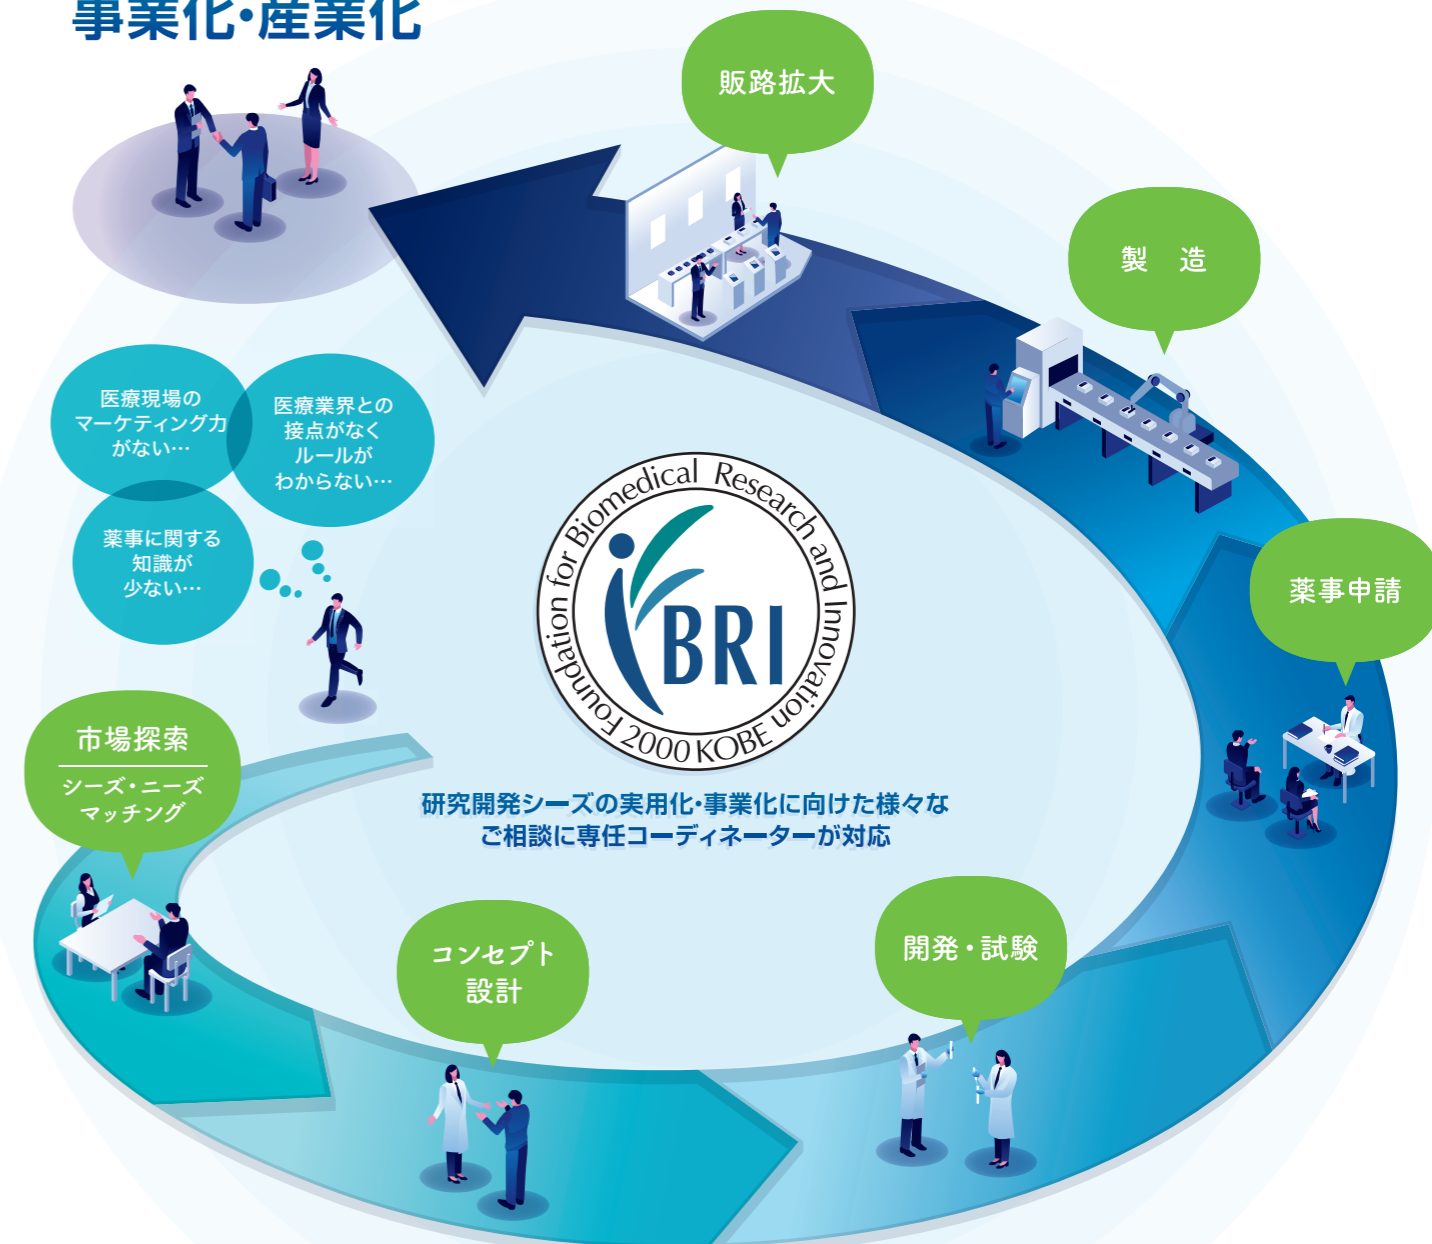 事業化・産業化
販路拡大
製 造
医療現場の
マーケティング力
がない…
医療業界との
接点がなく
ルールが
わからない…
薬事に関する
知識が
少ない…
薬事申請
Foundation for Biomedical Research and Innovation
2000 KOBE
BRI
市場探索
シーズ・ニーズ
マッチング
研究開発シーズの実用化・事業化に向けた様々な
ご相談に専任コーディネーターが対応
コンセプト
設計
開発・試験